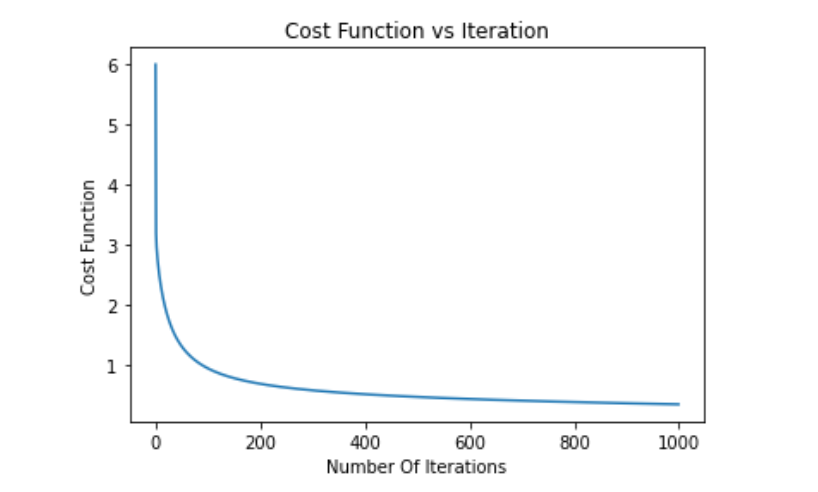 Cost Function vs Iteration
6
5
4
3
2
1
Cost Function
0 200 400 600 800 1000
Number Of Iterations